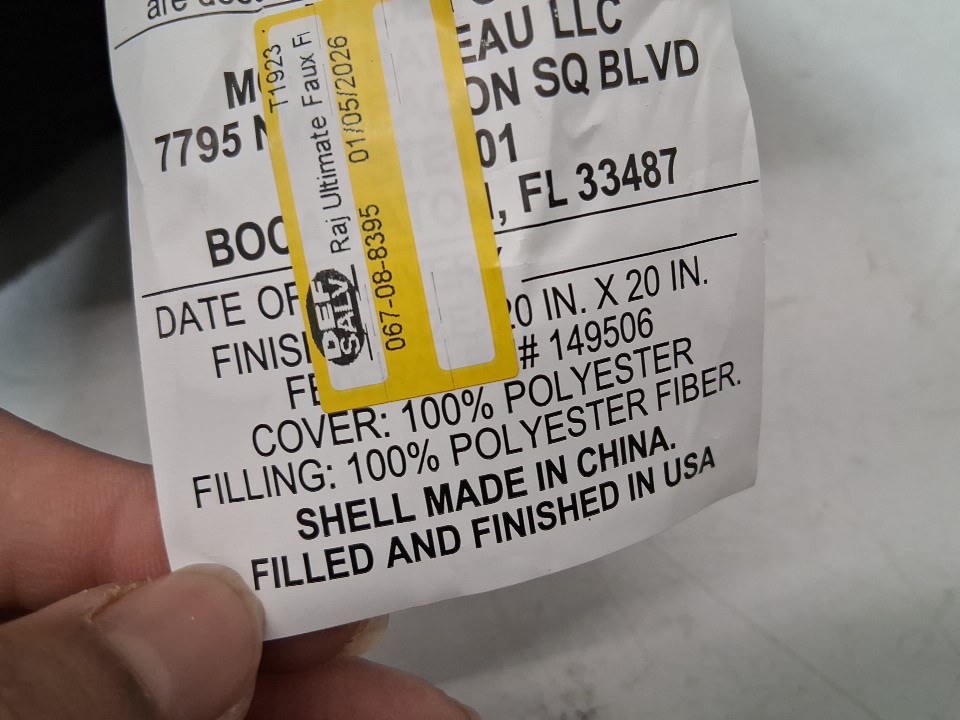 EAU LLC
ON SQ BLVD
7795
01
BOC , FL 33487
DATE OF
FINIS 20 IN. X 20 IN.
# 149506
COVER: 100% POLYESTER
FILLING: 100% POLYESTER FIBER.
SHELL MADE IN CHINA.
FILLED AND FINISHED IN USA
T1923
Raj Ultimate Faux F
01/05/2026
DEF
SALV
067-08-8395